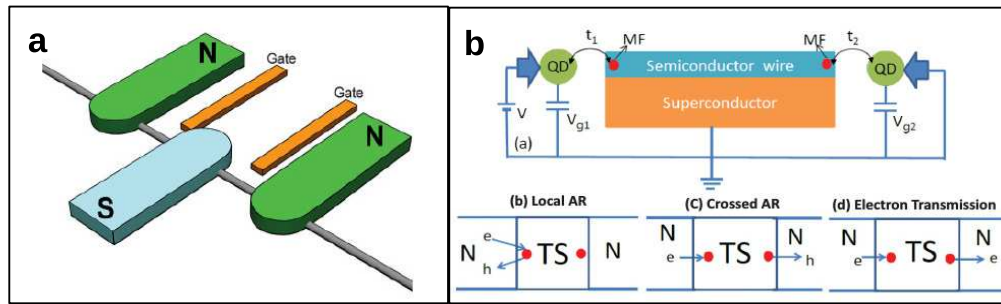 a
N
Gate
Gate
N
S
b
t1 MF MF t2
QD Semiconductor wire QD
Superconductor
V Vg1 Vg2
(a)
(b) Local AR (C) Crossed AR (d) Electron Transmission
N e h TS N
N e TS N h
N e TS N e